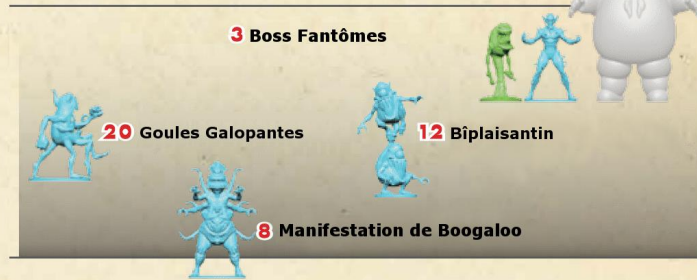 3 Boss Fantômes
20 Goules Galopantes
12 Bîplaisantin
8 Manifestation de Boogaloo